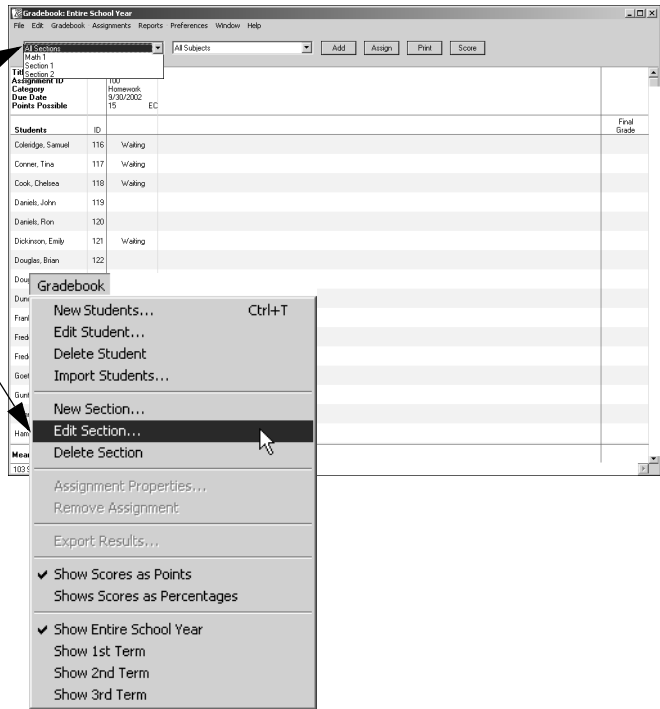 Gradebook: Entire School Year
File Edit Gradebook Assignments Reports Preferences Window Help
All Sections All Subjects Add Assign Print Score
Math 1
Section 1
Section 2
Assignment ID 100
Category Homework
Due Date 9/30/2002
Points Possible 15 EC
Students ID Final Grade
Coleridge, Samuel 116 Waiting
Conner, Tina 117 Waiting
Cook, Chelsea 118 Waiting
Daniels, John 119
Daniels, Ron 120
Dickinson, Emily 121 Waiting
Douglas, Brian 122
Gradebook
New Students... Ctrl+T
Edit Student...
Delete Student
Import Students...
New Section...
Edit Section...
Delete Section
Assignment Properties...
Remove Assignment
Export Results...
Show Scores as Points
Shows Scores as Percentages
Show Entire School Year
Show 1st Term
Show 2nd Term
Show 3rd Term